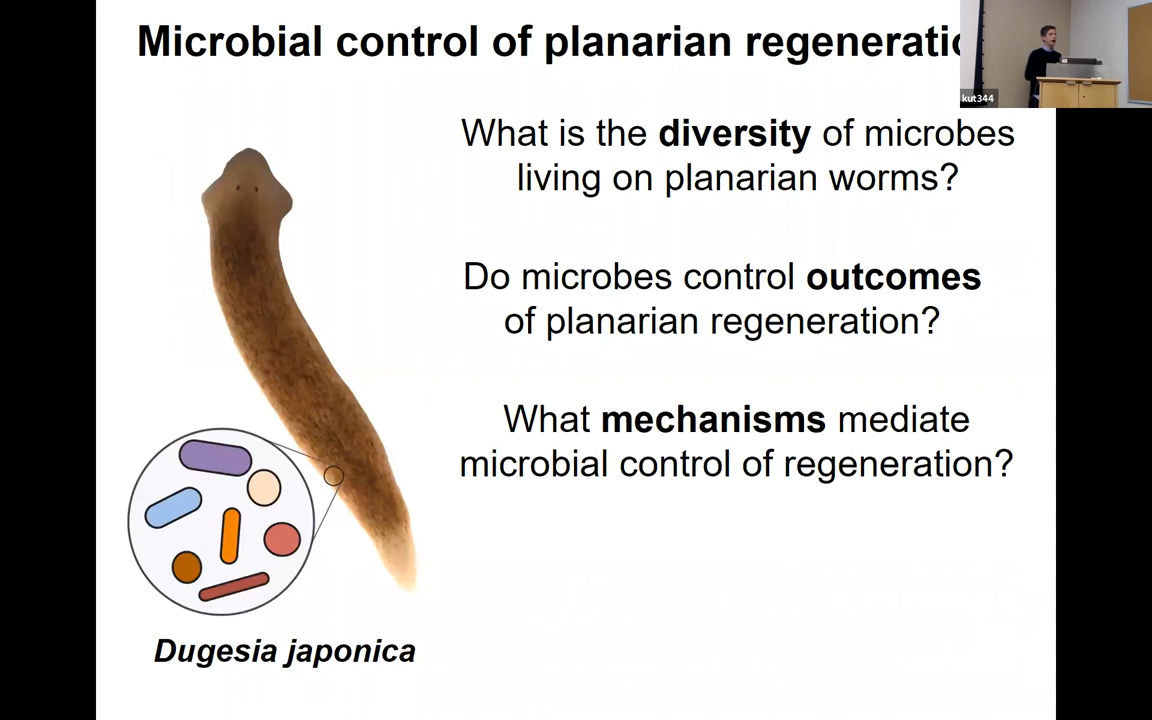 Microbial control of planarian regeneratio
kut344
What is the diversity of microbes
living on planarian worms?
Do microbes control outcomes
of planarian regeneration?
What mechanisms mediate
microbial control of regeneration?
Dugesia japonica